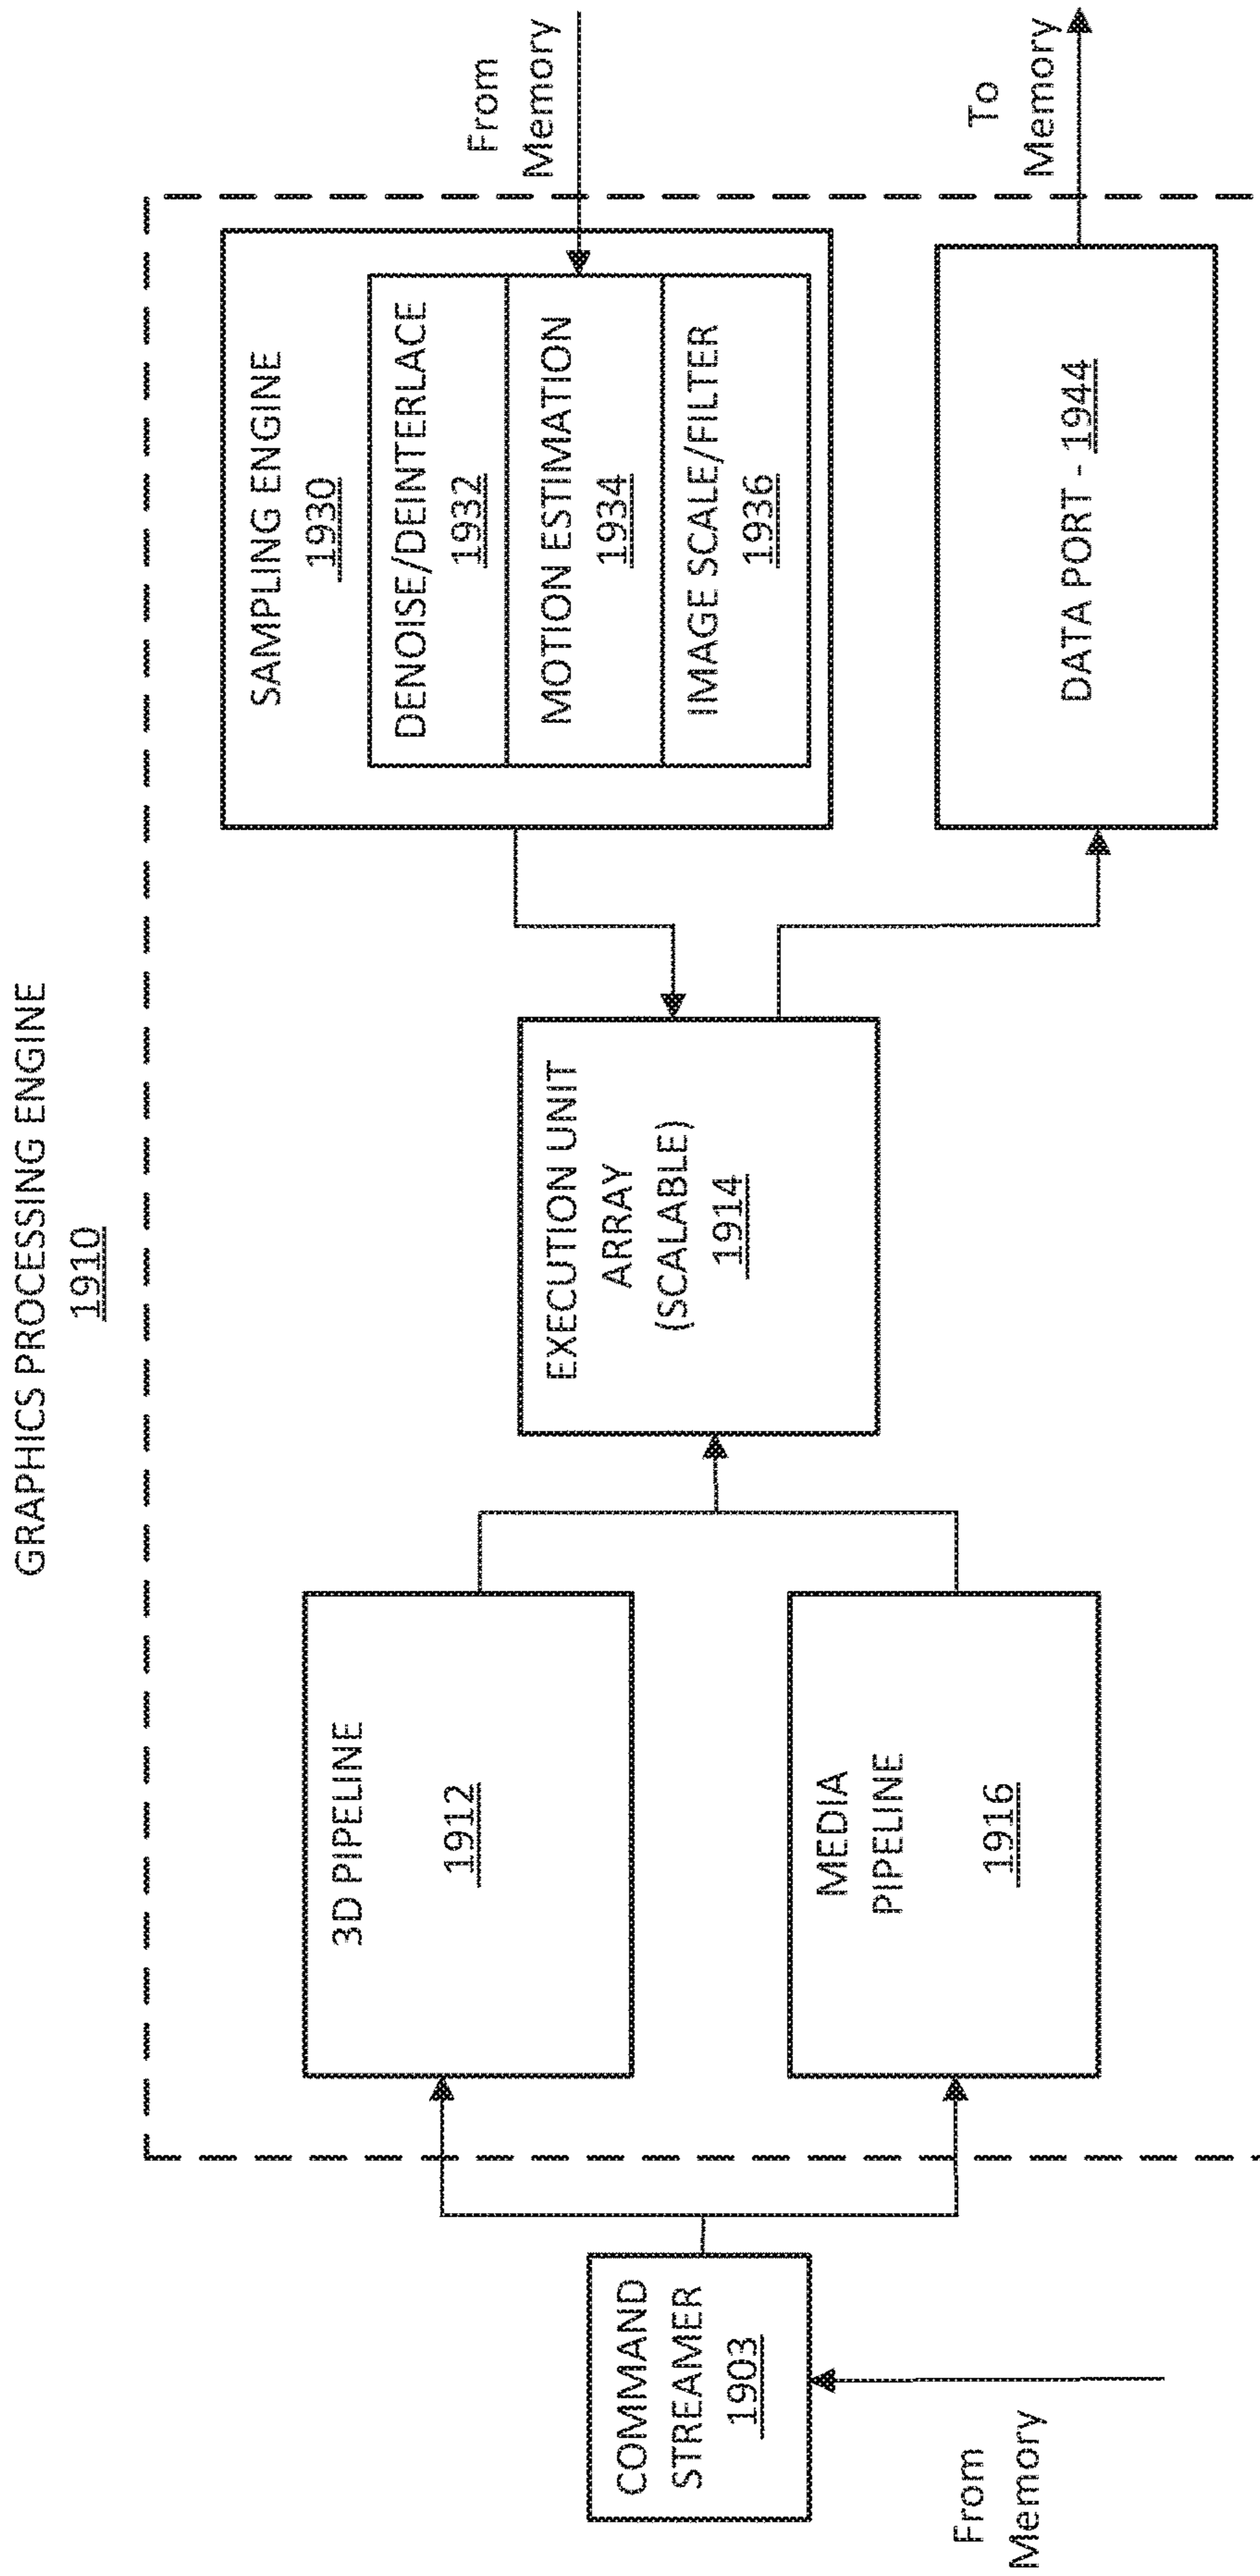 GRAPHICS PROCESSING ENGINE
1910
COMMAND
STREAMER
1903
From
Memory
3D PIPELINE
1912
MEDIA
PIPELINE
1916
EXECUTION UNIT
ARRAY
(SCALABLE)
1914
SAMPLING ENGINE
1930
DENOISE/DEINTERLACE
1932
MOTION ESTIMATION
1934
IMAGE SCALE/FILTER
1936
DATA PORT - 1944
From
Memory
To
Memory